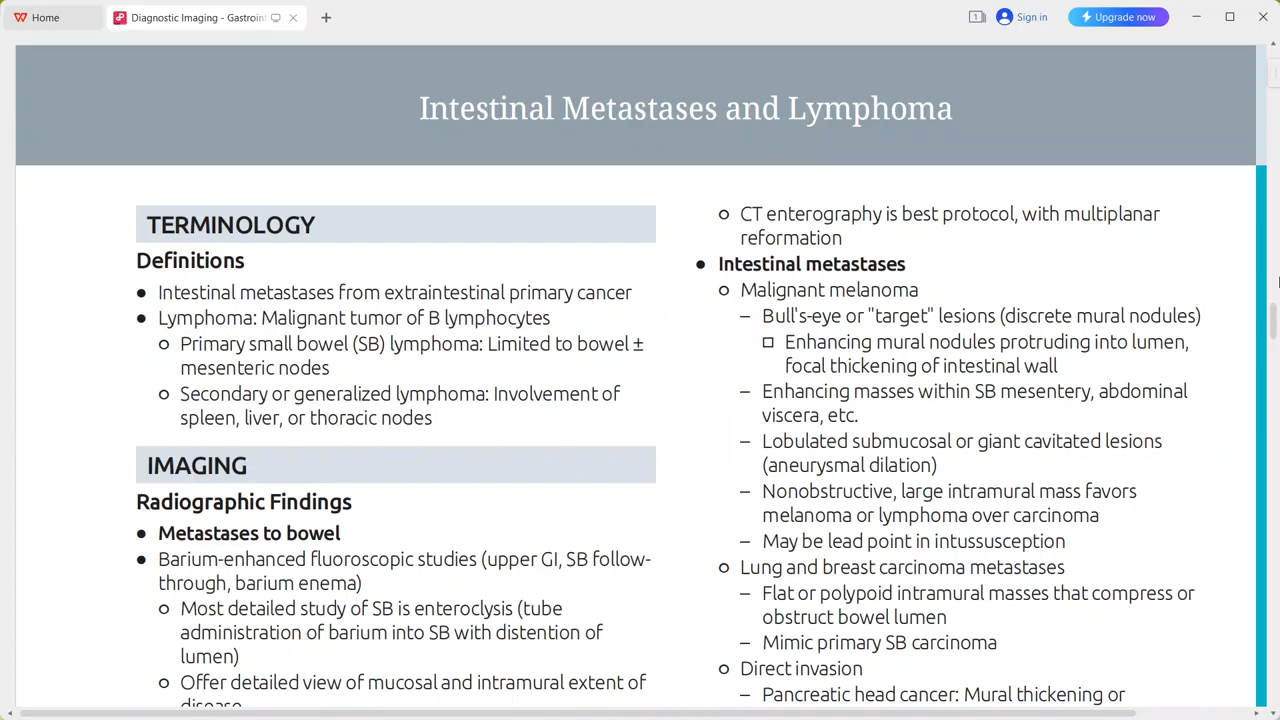 Home
Diagnostic Imaging - Gastroint
1
Sign in
Upgrade now
Intestinal Metastases and Lymphoma
TERMINOLOGY
Definitions
● Intestinal metastases from extraintestinal primary cancer
● Lymphoma: Malignant tumor of B lymphocytes
○ Primary small bowel (SB) lymphoma: Limited to bowel ±
mesenteric nodes
○ Secondary or generalized lymphoma: Involvement of
spleen, liver, or thoracic nodes
IMAGING
Radiographic Findings
● Metastases to bowel
● Barium-enhanced fluoroscopic studies (upper GI, SB follow-
through, barium enema)
○ Most detailed study of SB is enteroclysis (tube
administration of barium into SB with distention of
lumen)
○ Offer detailed view of mucosal and intramural extent of
disease
○ CT enterography is best protocol, with multiplanar
reformation
● Intestinal metastases
○ Malignant melanoma
– Bull's-eye or "target" lesions (discrete mural nodules)
□ Enhancing mural nodules protruding into lumen,
focal thickening of intestinal wall
– Enhancing masses within SB mesentery, abdominal
viscera, etc.
– Lobulated submucosal or giant cavitated lesions
(aneurysmal dilation)
– Nonobstructive, large intramural mass favors
melanoma or lymphoma over carcinoma
– May be lead point in intussusception
○ Lung and breast carcinoma metastases
– Flat or polypoid intramural masses that compress or
obstruct bowel lumen
– Mimic primary SB carcinoma
○ Direct invasion
– Pancreatic head cancer: Mural thickening or